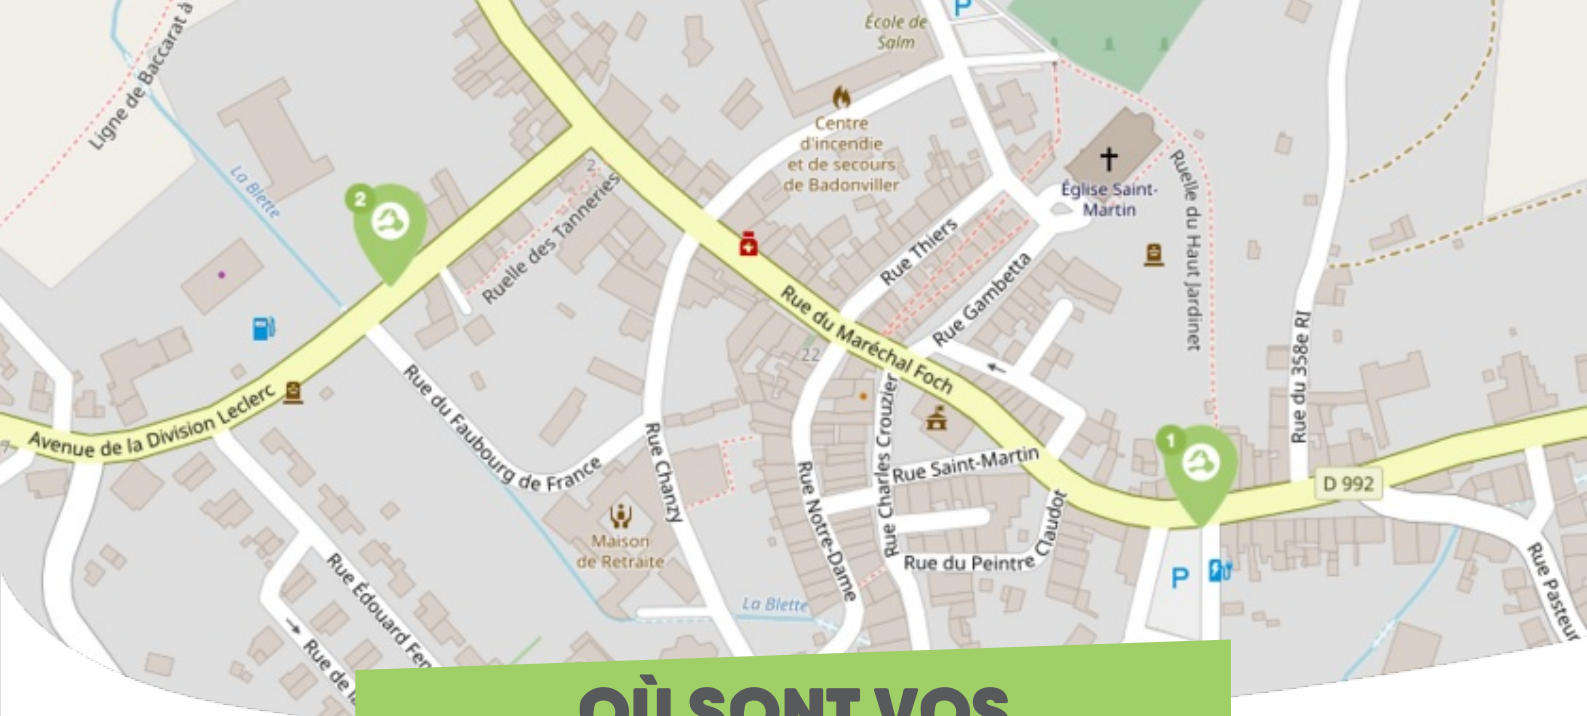 P
École de
Salm
Ligne de Baccarat à
Centre
d'incendie
et de secours
de Badonviller
2
La Blette
2
Ruelle des Tanneries
Église Saint-
Martin
Ruelle du Haut Jardinet
Rue Thiers
Rue Gambetta
Rue du Maréchal Foch
22
Rue du 358e RI
Avenue de la Division Leclerc
7
Rue du Faubourg de France
Rue Chanzy
Rue Charles Crouzier
Rue Saint-Martin
1
D 992
Rue Notre-Dame
Rue du Peintre Claudot
Maison
de Retraite
P
Rue Pasteur
La Blette
Rue Édouard Fen
Rue de la
OÙ SONT VOS